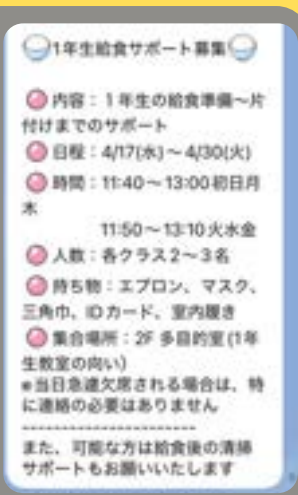 1年生給食サポート募集
内容：1年生の給食準備〜片
付けまでのサポート
日程：4/17(水)〜4/30(火)
時間：11:40〜13:00初日月
木
11:50〜13:10火水金
人数：各クラス2〜3名
持ち物：エプロン、マスク、
三角巾、IDカード、室内履き
集合場所：2F 多目的室(1年
生教室の向い)
※当日急遽欠席される場合は、特
に連絡の必要はありません
----------------------
また、可能な方は給食後の清掃
サポートもお願いいたします